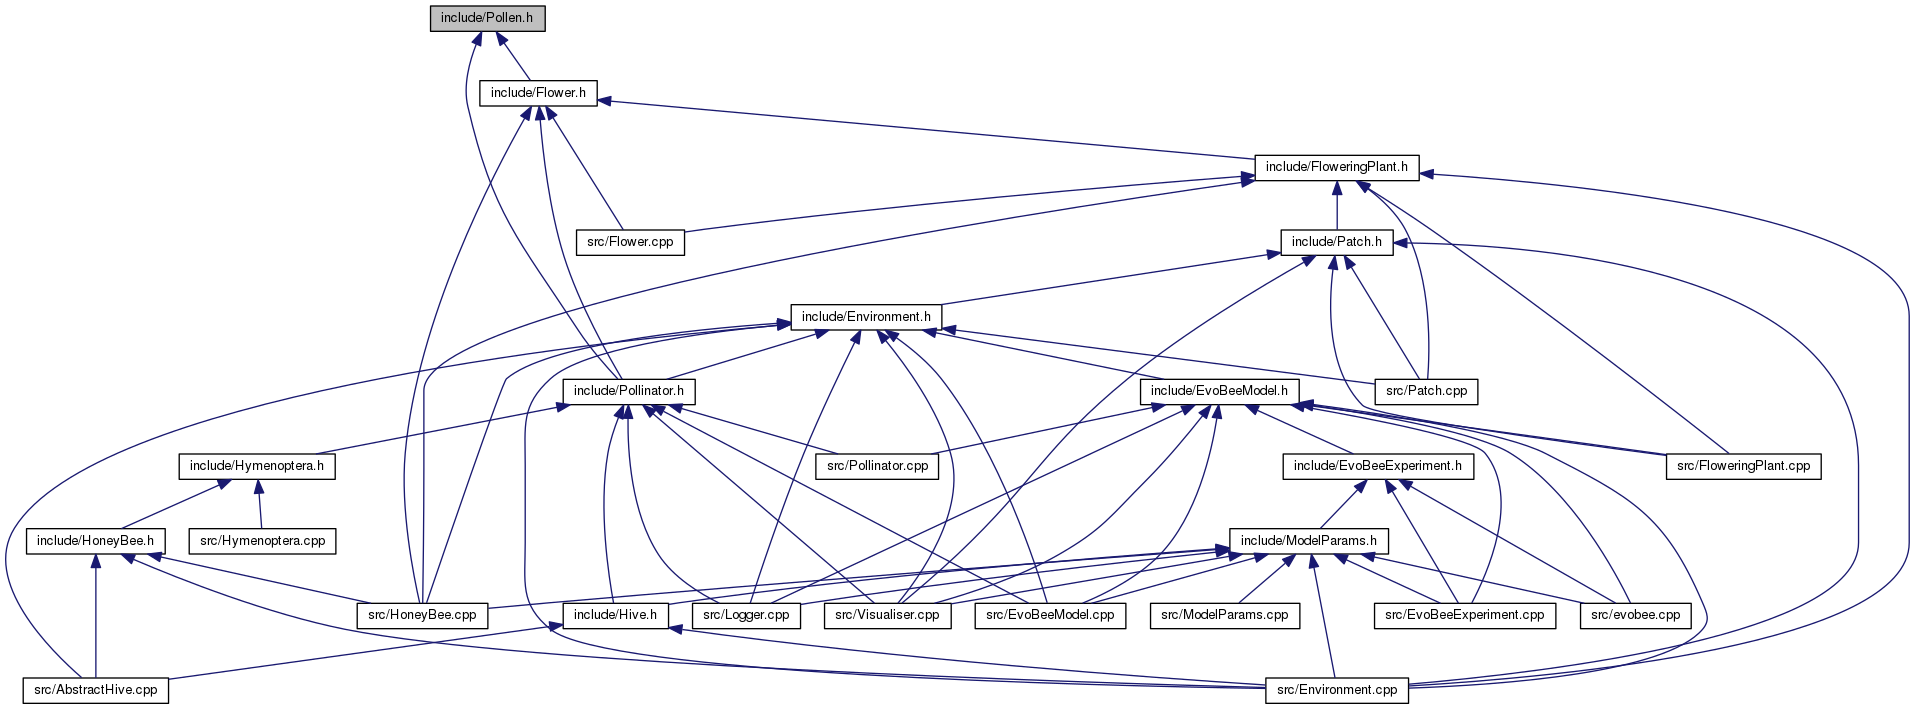 include/Pollen.h
include/Flower.h
include/FloweringPlant.h
src/Flower.cpp
include/Patch.h
include/Environment.h
include/Pollinator.h
include/EvoBeeModel.h
src/Patch.cpp
include/Hymenoptera.h
src/Pollinator.cpp
include/EvoBeeExperiment.h
src/FloweringPlant.cpp
include/HoneyBee.h
src/Hymenoptera.cpp
include/ModelParams.h
src/HoneyBee.cpp
include/Hive.h
src/Logger.cpp
src/Visualiser.cpp
src/EvoBeeModel.cpp
src/ModelParams.cpp
src/EvoBeeExperiment.cpp
src/evobee.cpp
src/AbstractHive.cpp
src/Environment.cpp